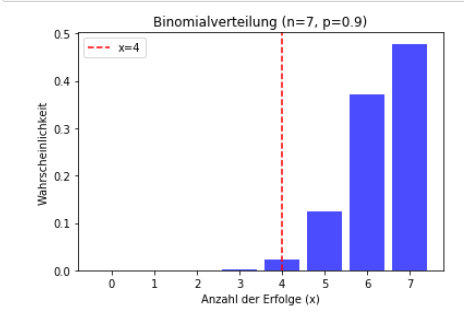 Binomialverteilung (n=7, p=0.9)
x=4
0.5
0.4
0.3
0.2
0.1
0.0
Wahrscheinlichkeit
0 1 2 3 4 5 6 7
Anzahl der Erfolge (x)